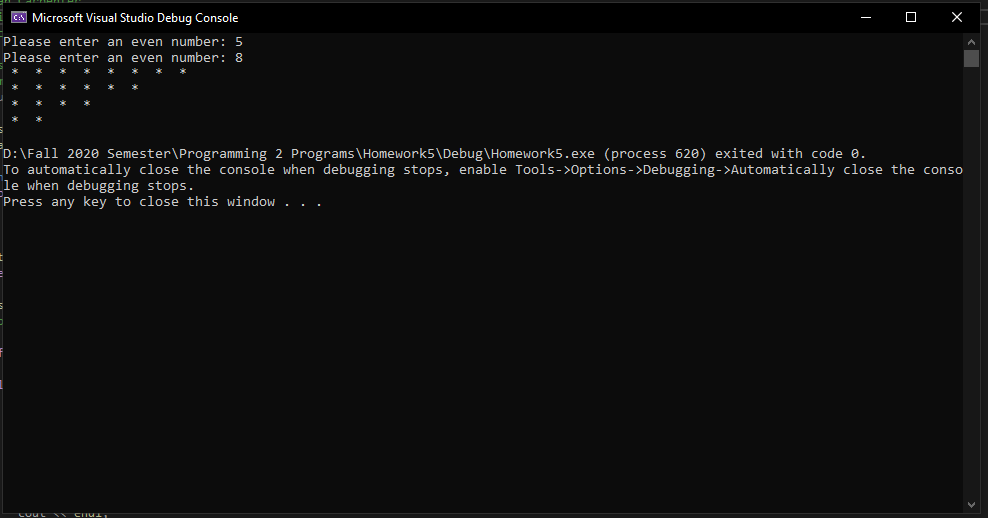 Microsoft Visual Studio Debug Console
Please enter an even number: 5
Please enter an even number: 8
 *  *  *  *  *  *  *  *
 *  *  *  *  *  *
 *  *  *  *
 *  *
D:\Fall 2020 Semester\Programming 2 Programs\Homework5\Debug\Homework5.exe (process 620) exited with code 0.
To automatically close the console when debugging stops, enable Tools->Options->Debugging->Automatically close the conso
le when debugging stops.
Press any key to close this window . . .
cout << endl;